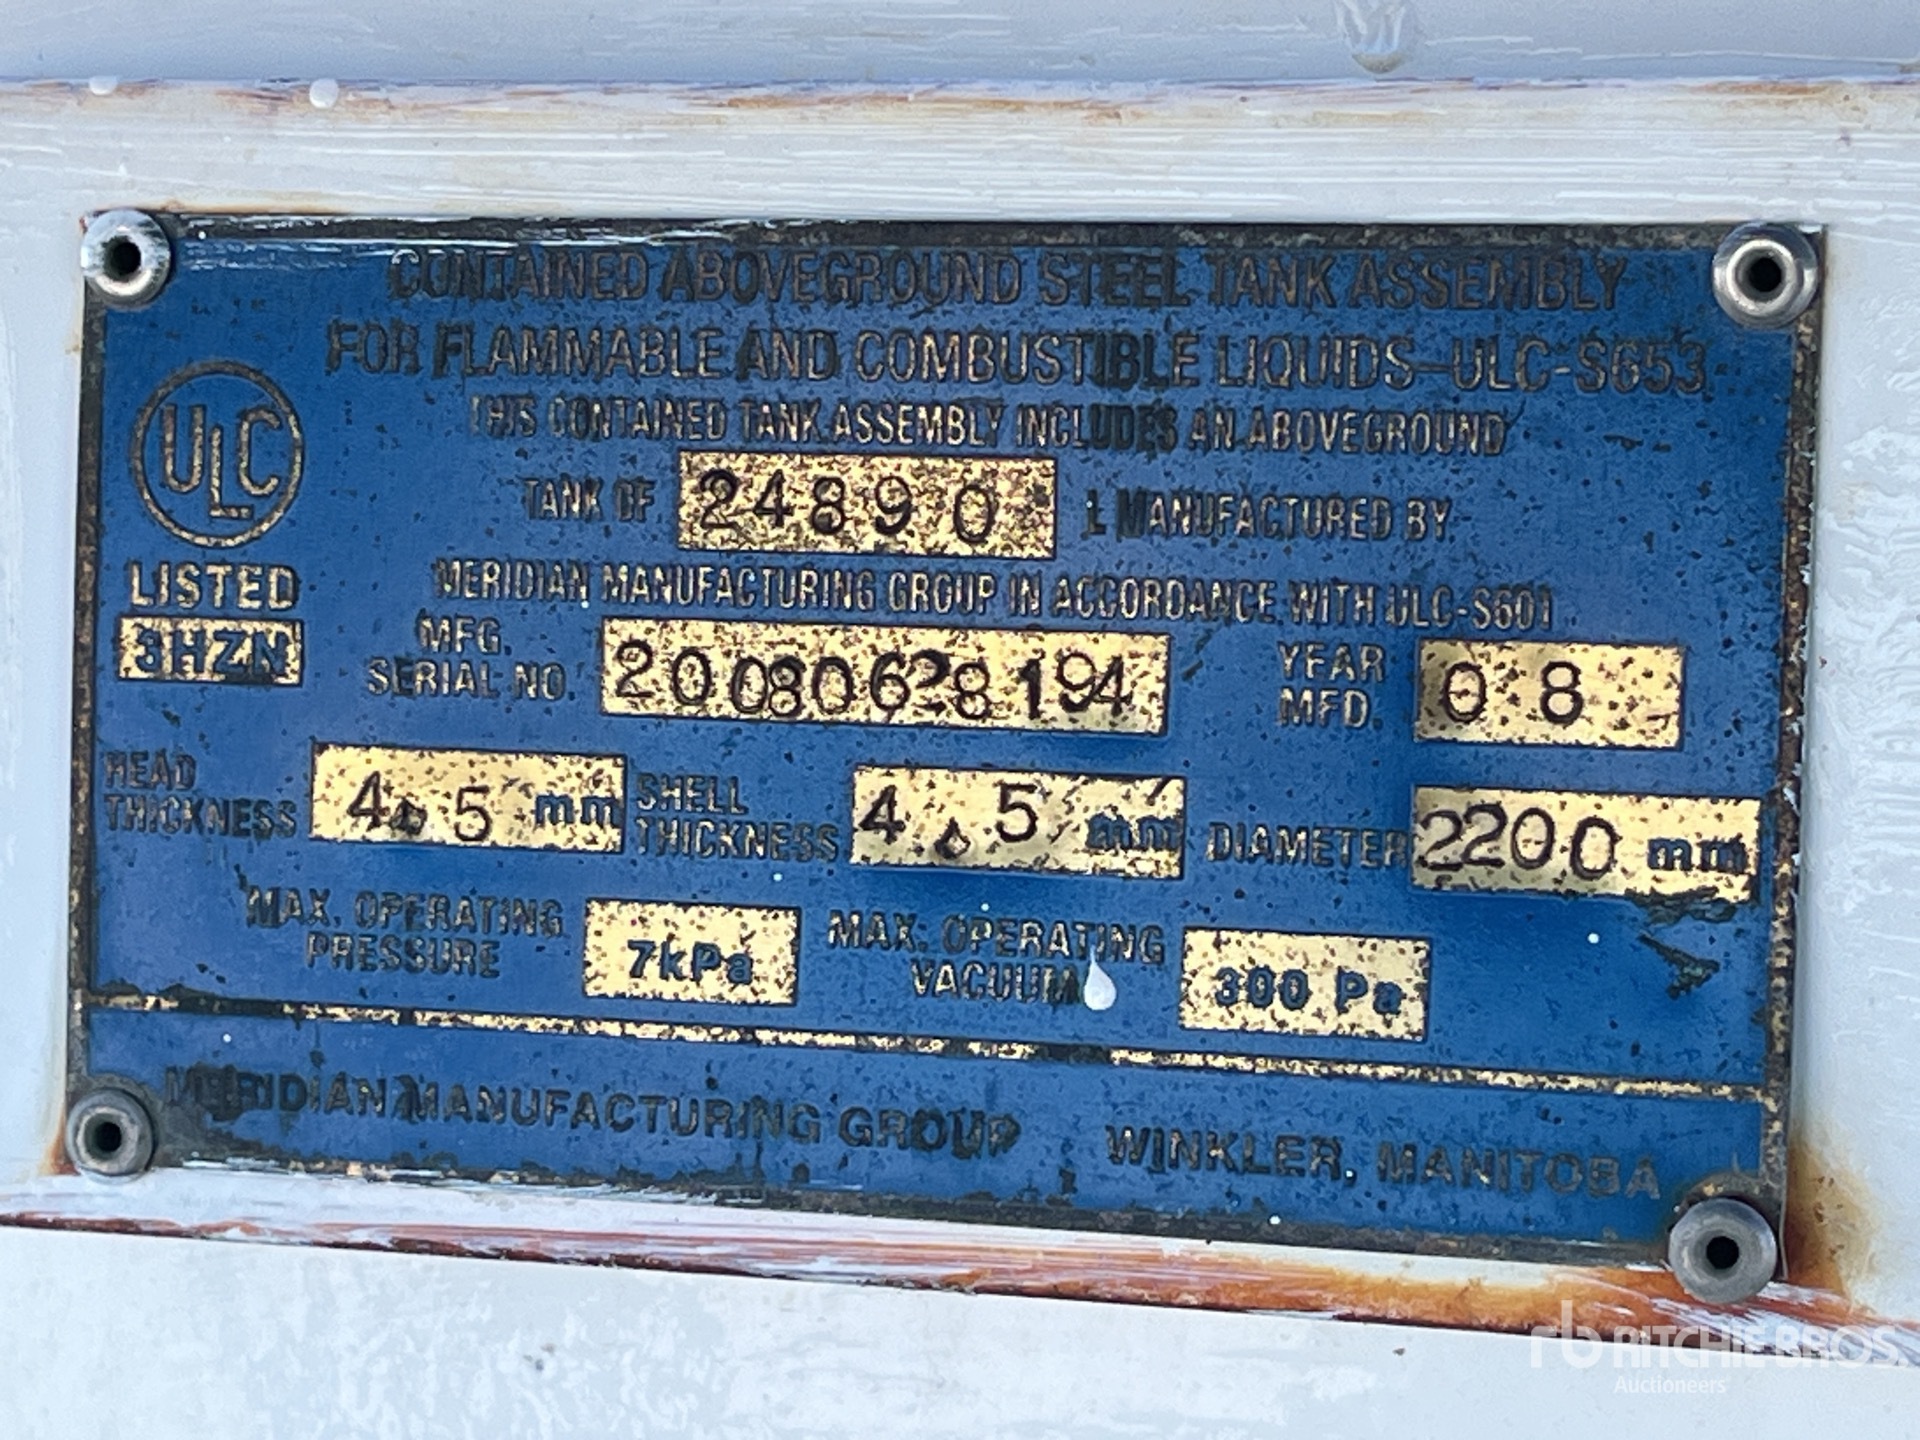 CONTAINED ABOVEGROUND STEEL TANK ASSEMBLY
FOR FLAMMABLE AND COMBUSTIBLE LIQUIDS-ULC-S653
THIS CONTAINED TANK ASSEMBLY INCLUDES AN ABOVEGROUND
TANK OF 24890 L MANUFACTURED BY
MERIDIAN MANUFACTURING GROUP IN ACCORDANCE WITH ULC-S601
ULC
LISTED
3HZN
MFG. SERIAL NO. 20080628194
YEAR MFD. 08
HEAD THICKNESS 4.5 mm
SHELL THICKNESS 4.5 mm
DIAMETER 2200 mm
MAX. OPERATING PRESSURE 7kPa
MAX. OPERATING VACUUM 300 Pa
MERIDIAN MANUFACTURING GROUP WINKLER, MANITOBA
rb RITCHIE BROS.
Auctioneers